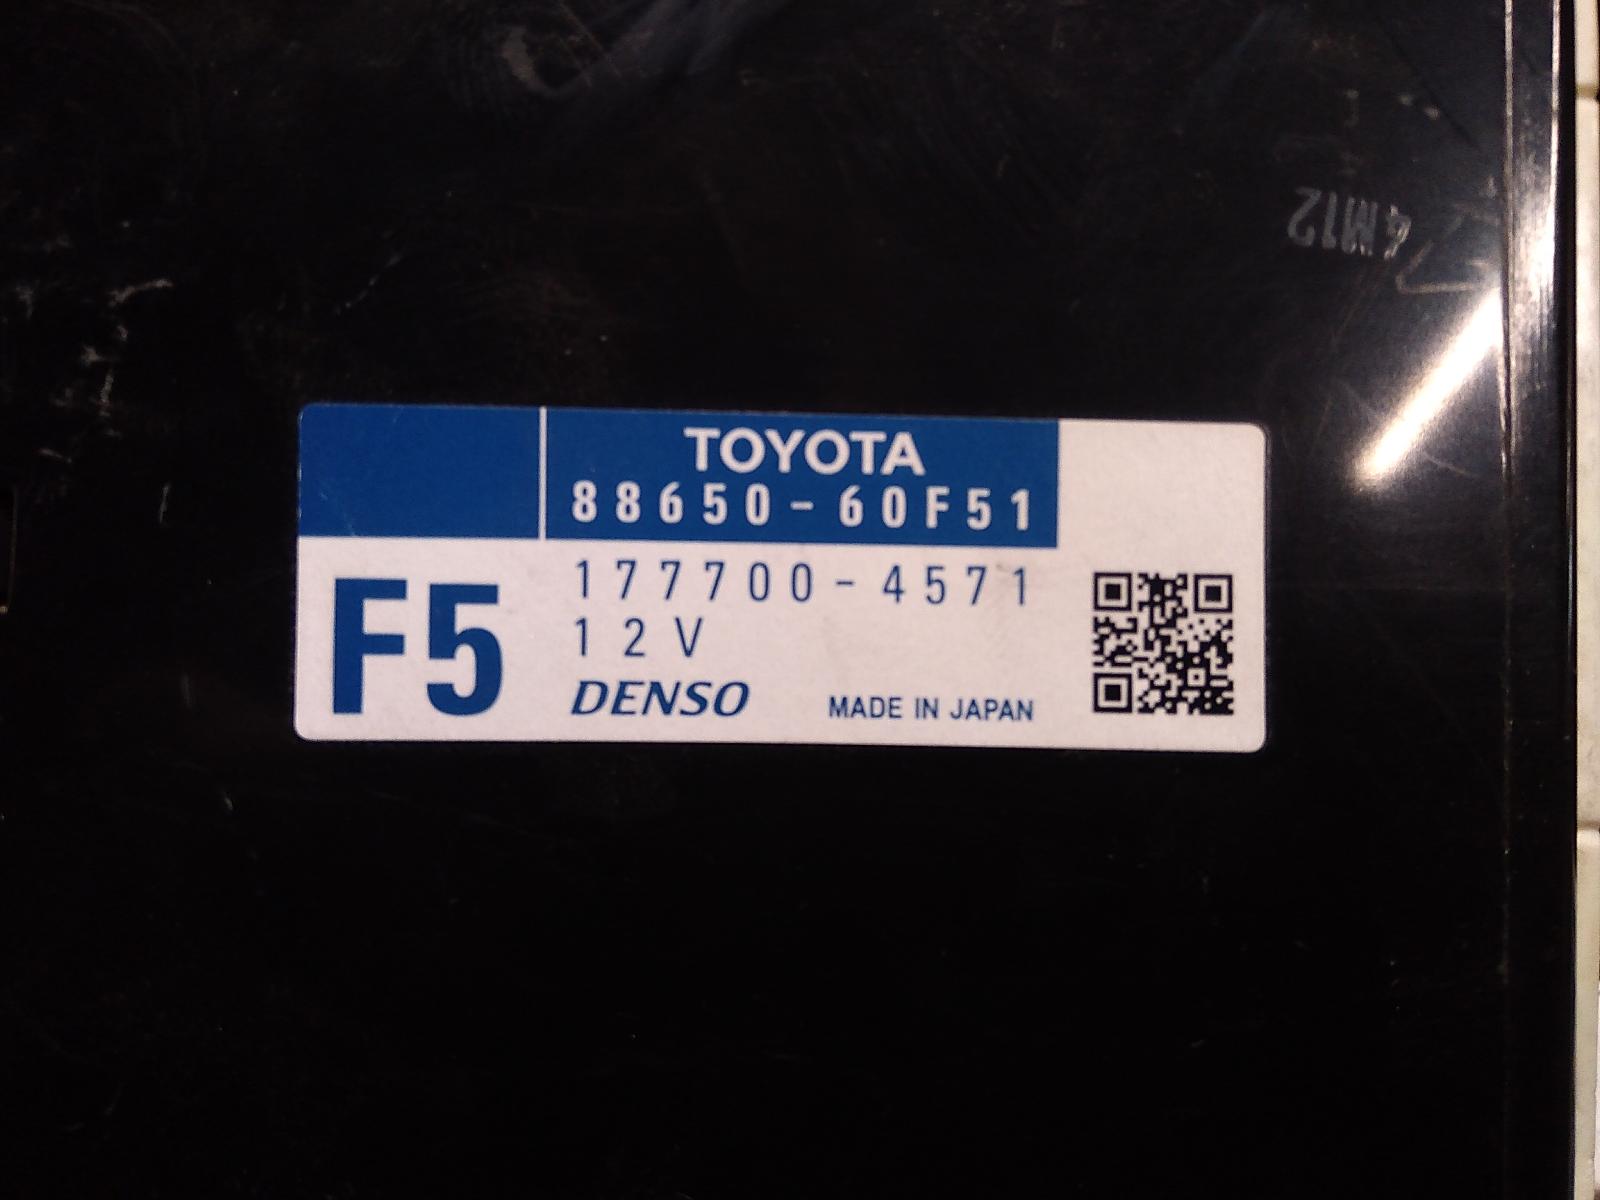 4M12
TOYOTA
88650-60F51
F5
177700-4571
12V
DENSO
MADE IN JAPAN